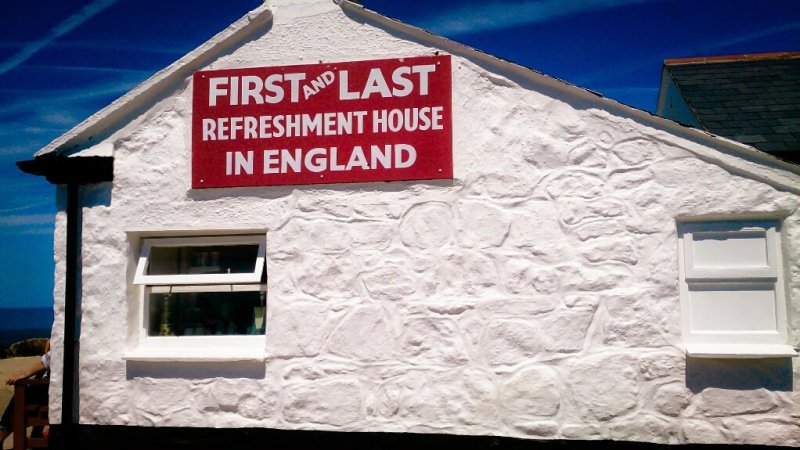 FIRST AND LAST
REFRESHMENT HOUSE
IN ENGLAND